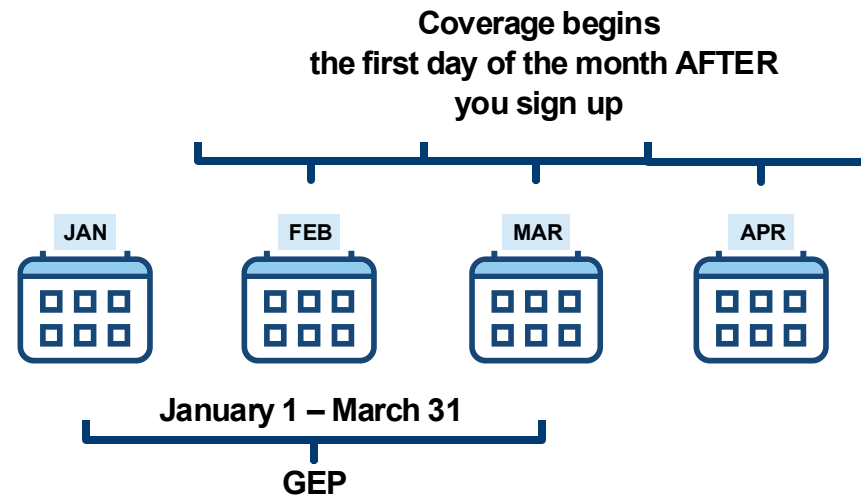 Coverage begins
the first day of the month AFTER
you sign up
JAN
FEB
MAR
APR
January 1 – March 31
GEP